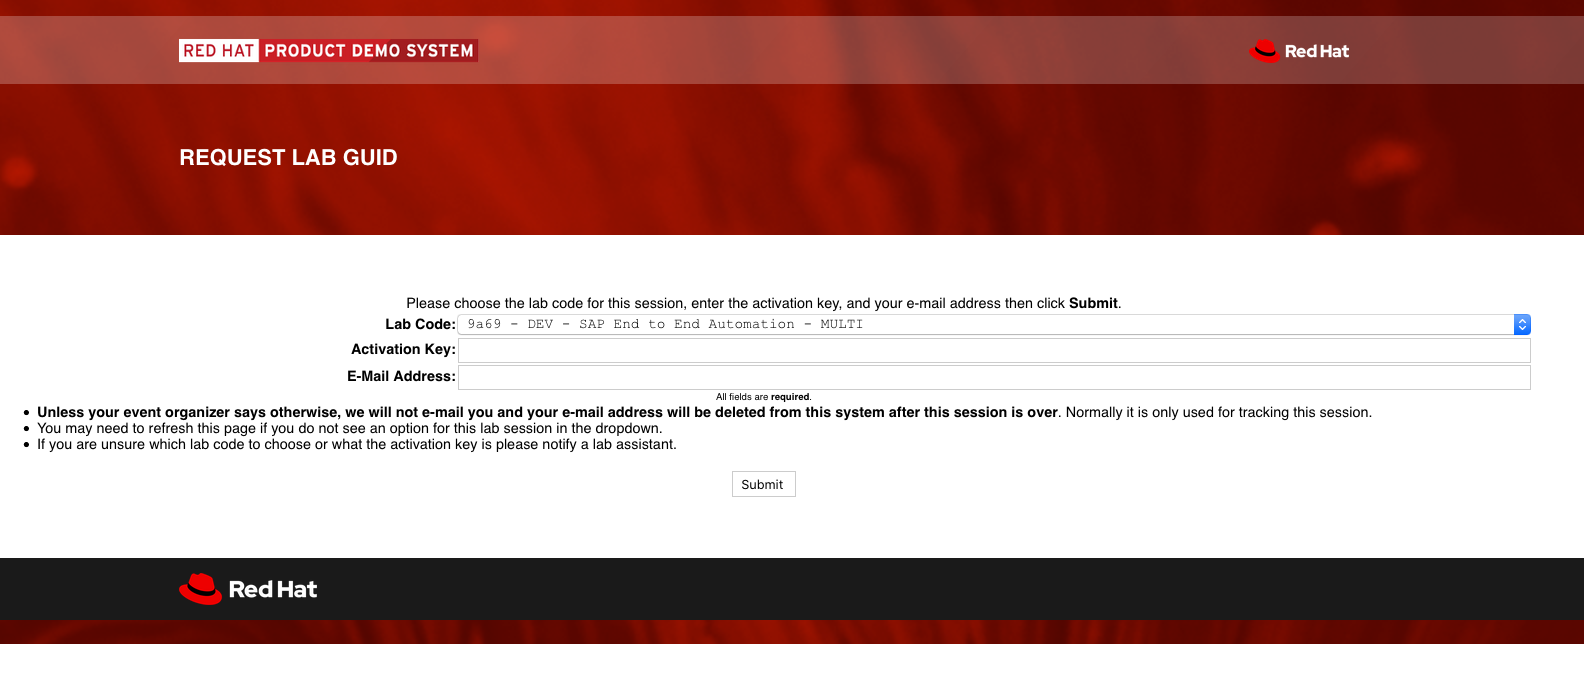 RED HAT PRODUCT DEMO SYSTEM
Red Hat
REQUEST LAB GUID
Please choose the lab code for this session, enter the activation key, and your e-mail address then click Submit.
Lab Code: 9a69 - DEV - SAP End to End Automation - MULTI
Activation Key:
E-Mail Address:
All fields are required.
• Unless your event organizer says otherwise, we will not e-mail you and your e-mail address will be deleted from this system after this session is over. Normally it is only used for tracking this session.
• You may need to refresh this page if you do not see an option for this lab session in the dropdown.
• If you are unsure which lab code to choose or what the activation key is please notify a lab assistant.
Submit
Red Hat